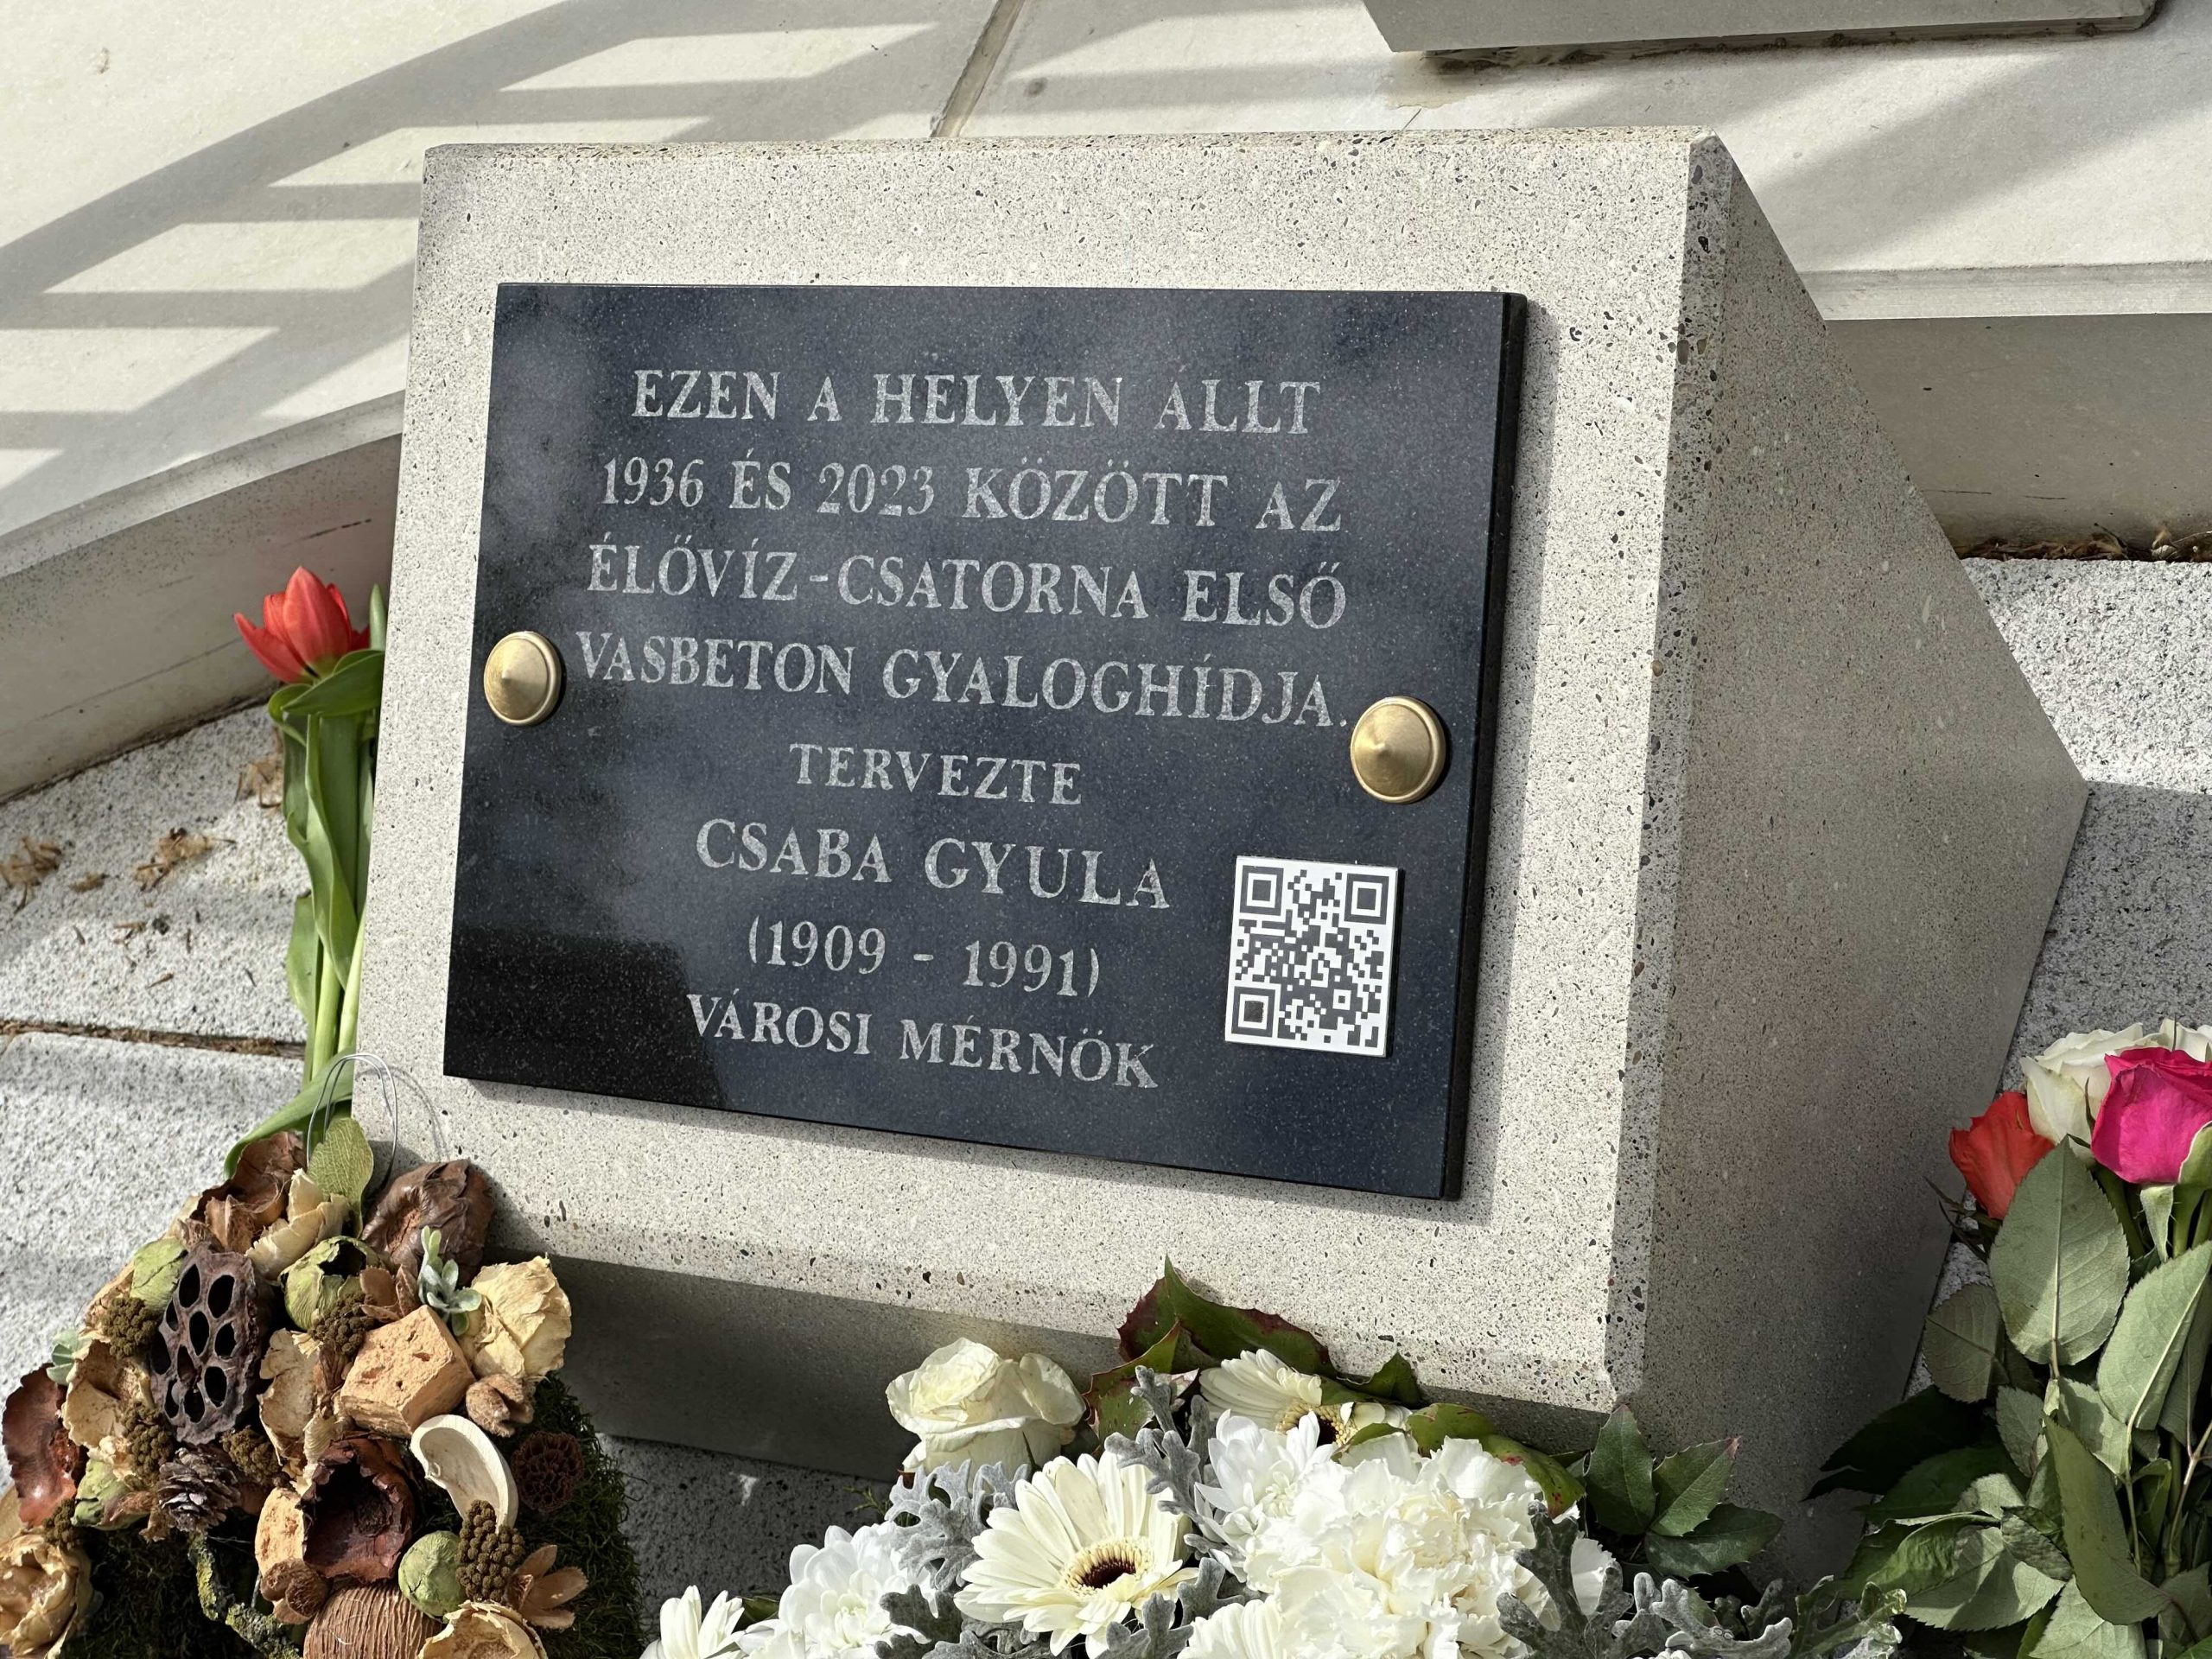 EZEN A HELYEN ÁLLT
1936 ÉS 2023 KÖZÖTT AZ
ÉLŐVÍZ-CSATORNA ELSŐ
VASBETON GYALOGHÍDJA.
TERVEZTE
CSABA GYULA
(1909 - 1991)
VÁROSI MÉRNÖK